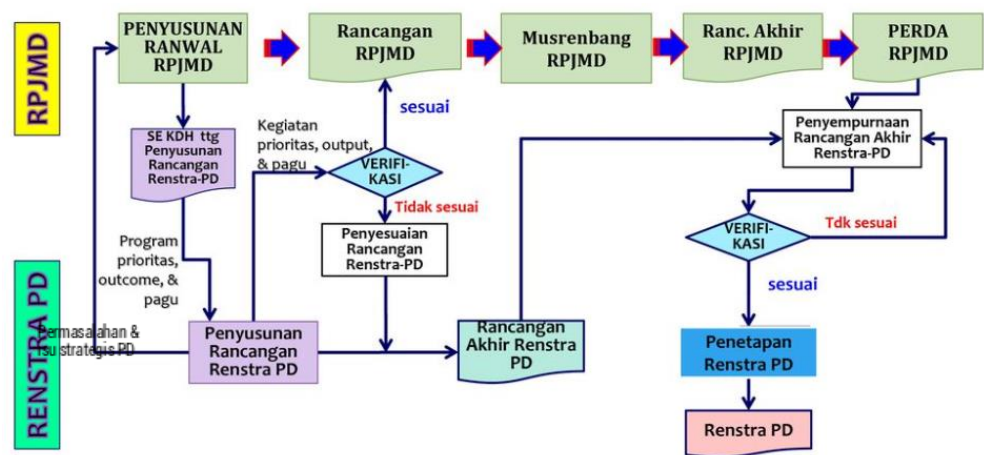 RPJMD
PENYUSUNAN
RANWAL
RPJMD
Rancangan
RPJMD
Musrenbang
RPJMD
Ranc. Akhir
RPJMD
PERDA
RPJMD
sesuai
SE KDH ttg
Penyusunan
Rancangan
Renstra-PD
Kegiatan
prioritas, output,
& pagu
VERIFI-
KASI
Tidak sesuai
Penyesuaian
Rancangan
Renstra-PD
Penyempurnaan
Rancangan Akhir
Renstra-PD
VERIFI-
KASI
Tdk sesuai
sesuai
Program
prioritas,
outcome, &
pagu
RENSTRA PD
Permasalahan &
isu strategis PD
Penyusunan
Rancangan
Renstra PD
Rancangan
Akhir Renstra
PD
Penetapan
Renstra PD
Renstra PD